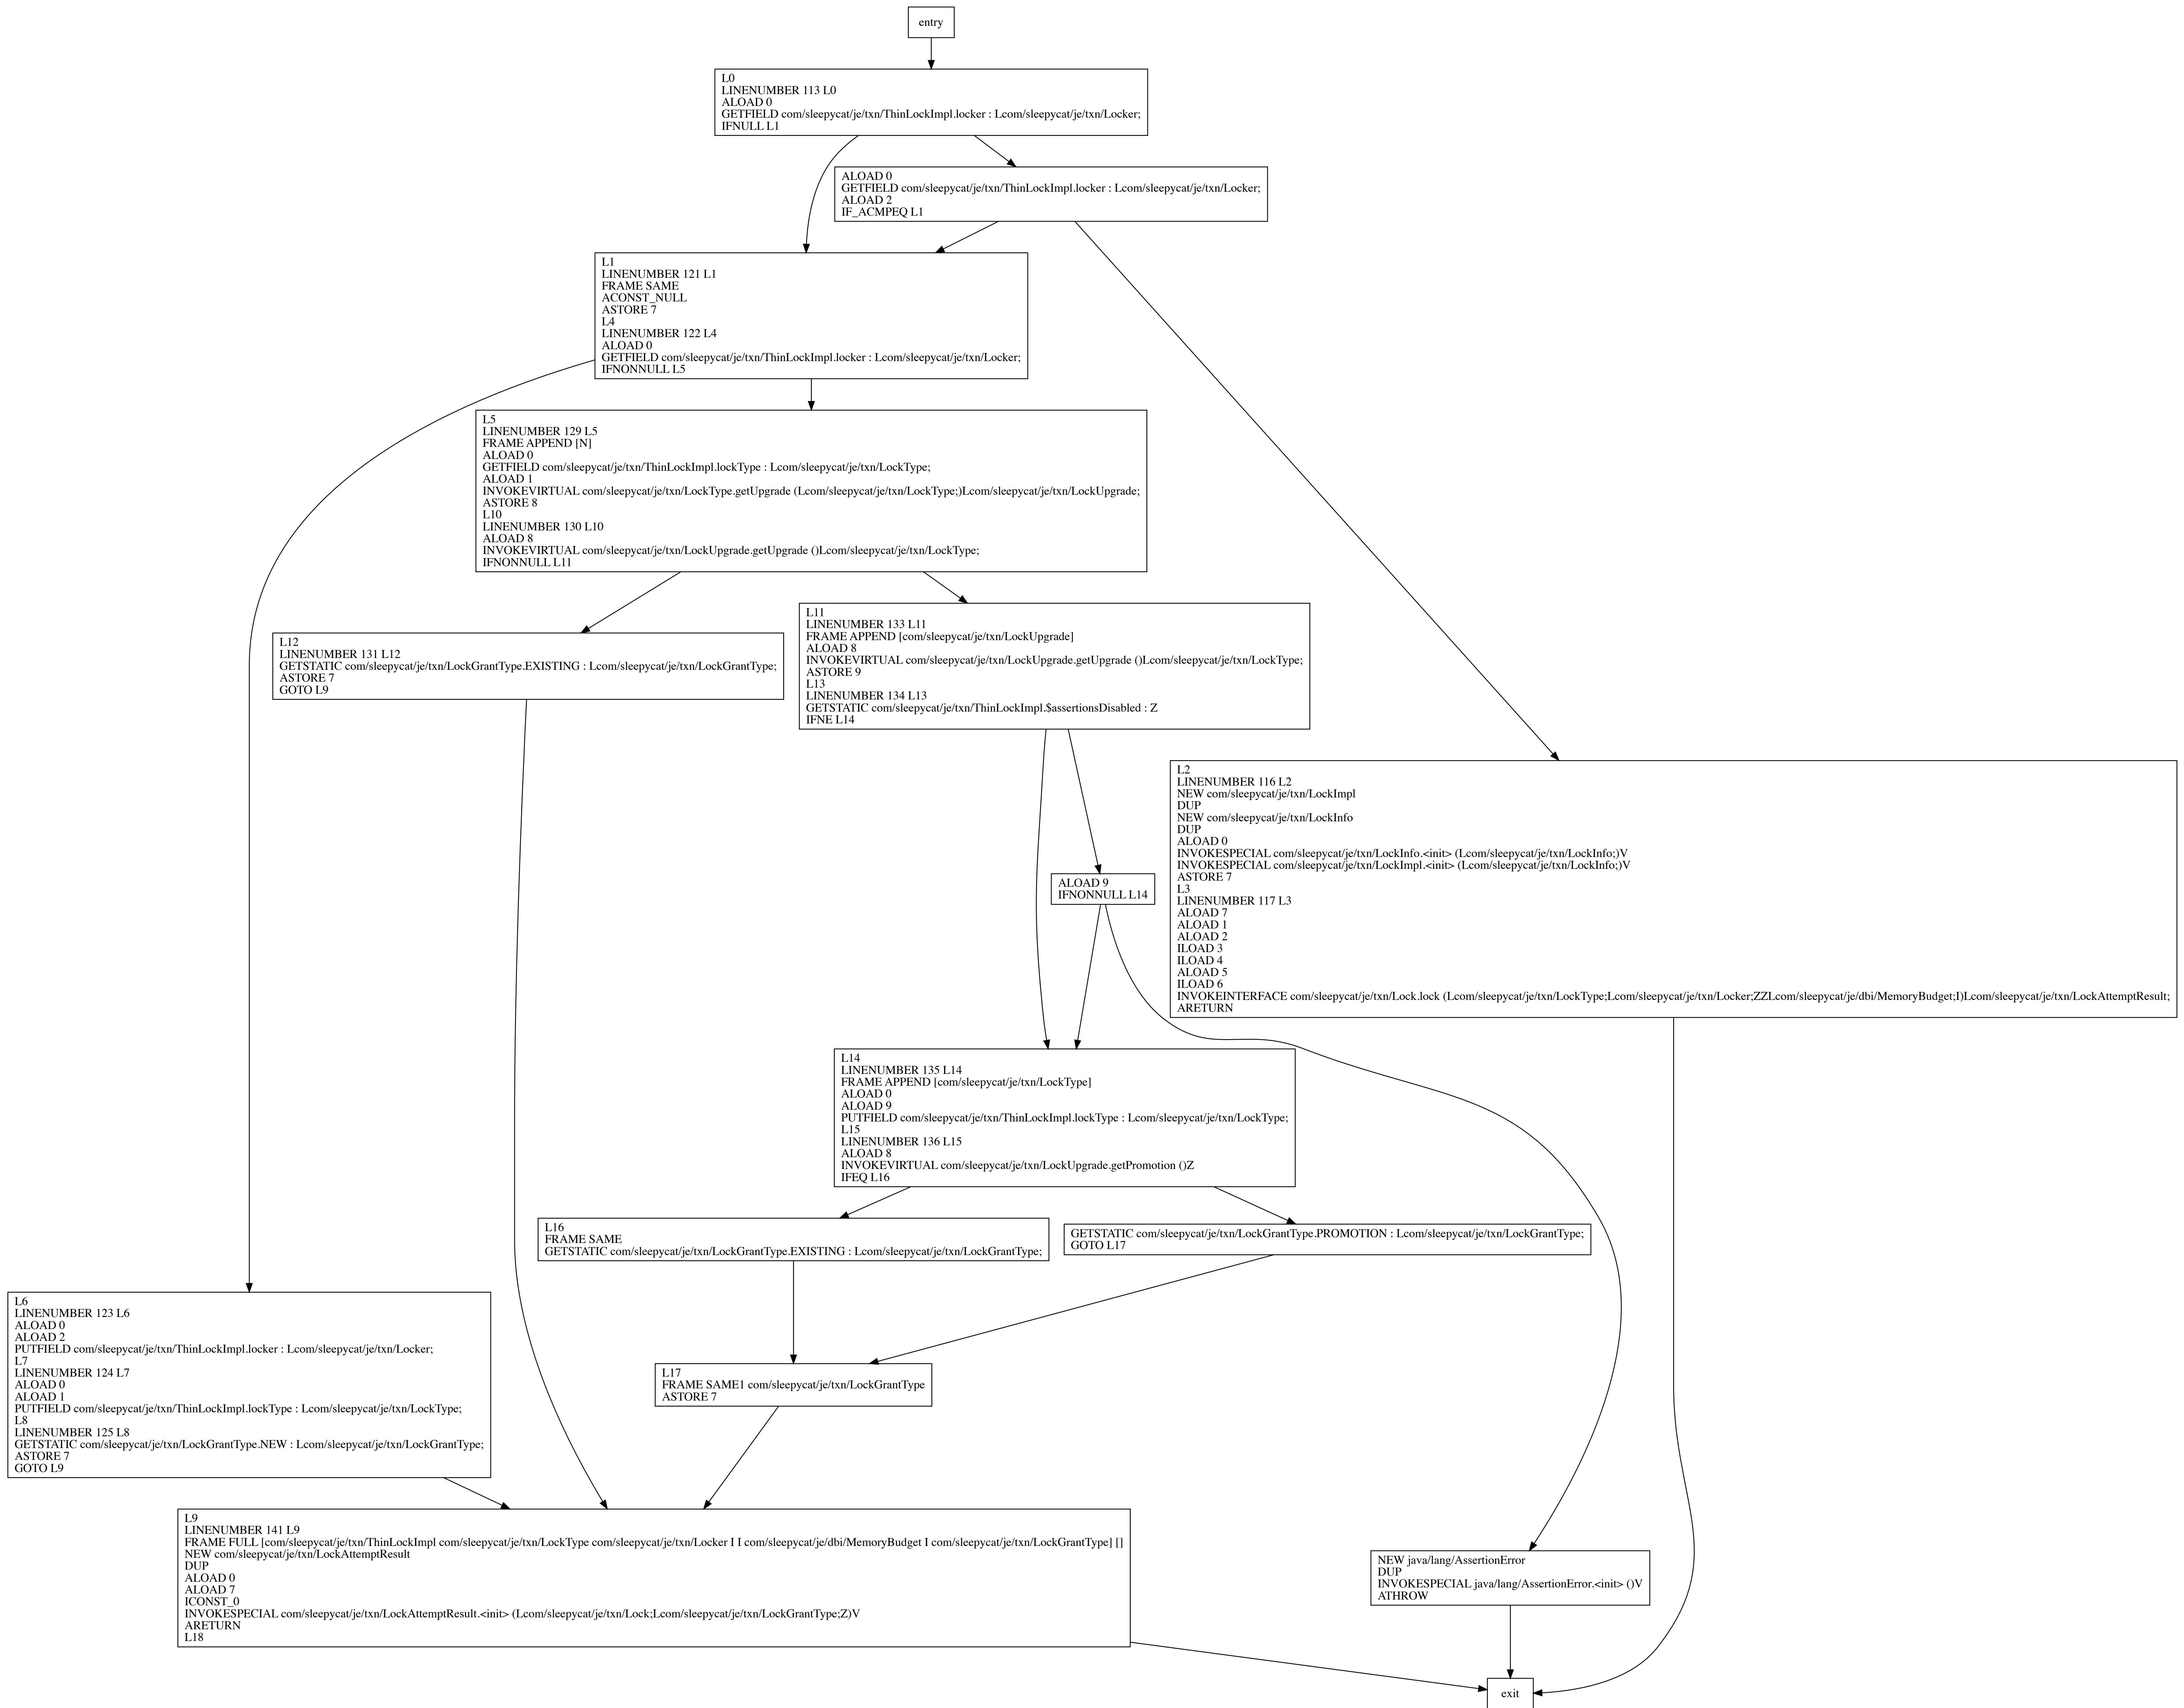 entry
L0
LINENUMBER 113 L0
ALOAD 0
GETFIELD com/sleepycat/je/txn/ThinLockImpl.locker : Lcom/sleepycat/je/txn/Locker;
IFNULL L1
ALOAD 0
GETFIELD com/sleepycat/je/txn/ThinLockImpl.locker : Lcom/sleepycat/je/txn/Locker;
ALOAD 2
IF_ACMPEQ L1
L1
LINENUMBER 121 L1
FRAME SAME
ACONST_NULL
ASTORE 7
L4
LINENUMBER 122 L4
ALOAD 0
GETFIELD com/sleepycat/je/txn/ThinLockImpl.locker : Lcom/sleepycat/je/txn/Locker;
IFNONNULL L5
L5
LINENUMBER 129 L5
FRAME APPEND [N]
ALOAD 0
GETFIELD com/sleepycat/je/txn/ThinLockImpl.lockType : Lcom/sleepycat/je/txn/LockType;
ALOAD 1
INVOKEVIRTUAL com/sleepycat/je/txn/LockType.getUpgrade (Lcom/sleepycat/je/txn/LockType;)Lcom/sleepycat/je/txn/LockUpgrade;
ASTORE 8
L10
LINENUMBER 130 L10
ALOAD 8
INVOKEVIRTUAL com/sleepycat/je/txn/LockUpgrade.getUpgrade ()Lcom/sleepycat/je/txn/LockType;
IFNONNULL L11
L12
LINENUMBER 131 L12
GETSTATIC com/sleepycat/je/txn/LockGrantType.EXISTING : Lcom/sleepycat/je/txn/LockGrantType;
ASTORE 7
GOTO L9
L11
LINENUMBER 133 L11
FRAME APPEND [com/sleepycat/je/txn/LockUpgrade]
ALOAD 8
INVOKEVIRTUAL com/sleepycat/je/txn/LockUpgrade.getUpgrade ()Lcom/sleepycat/je/txn/LockType;
ASTORE 9
L13
LINENUMBER 134 L13
GETSTATIC com/sleepycat/je/txn/ThinLockImpl.$assertionsDisabled : Z
IFNE L14
L2
LINENUMBER 116 L2
NEW com/sleepycat/je/txn/LockImpl
DUP
NEW com/sleepycat/je/txn/LockInfo
DUP
ALOAD 0
INVOKESPECIAL com/sleepycat/je/txn/LockInfo.<init> (Lcom/sleepycat/je/txn/LockInfo;)V
INVOKESPECIAL com/sleepycat/je/txn/LockImpl.<init> (Lcom/sleepycat/je/txn/LockInfo;)V
ASTORE 7
L3
LINENUMBER 117 L3
ALOAD 7
ALOAD 1
ALOAD 2
ILOAD 3
ILOAD 4
ALOAD 5
ILOAD 6
INVOKEINTERFACE com/sleepycat/je/txn/Lock.lock (Lcom/sleepycat/je/txn/LockType;Lcom/sleepycat/je/txn/Locker;ZZLcom/sleepycat/je/dbi/MemoryBudget;I)Lcom/sleepycat/je/txn/LockAttemptResult;
ARETURN
ALOAD 9
IFNONNULL L14
L14
LINENUMBER 135 L14
FRAME APPEND [com/sleepycat/je/txn/LockType]
ALOAD 0
ALOAD 9
PUTFIELD com/sleepycat/je/txn/ThinLockImpl.lockType : Lcom/sleepycat/je/txn/LockType;
L15
LINENUMBER 136 L15
ALOAD 8
INVOKEVIRTUAL com/sleepycat/je/txn/LockUpgrade.getPromotion ()Z
IFEQ L16
L16
FRAME SAME
GETSTATIC com/sleepycat/je/txn/LockGrantType.EXISTING : Lcom/sleepycat/je/txn/LockGrantType;
GETSTATIC com/sleepycat/je/txn/LockGrantType.PROMOTION : Lcom/sleepycat/je/txn/LockGrantType;
GOTO L17
L6
LINENUMBER 123 L6
ALOAD 0
ALOAD 2
PUTFIELD com/sleepycat/je/txn/ThinLockImpl.locker : Lcom/sleepycat/je/txn/Locker;
L7
LINENUMBER 124 L7
ALOAD 0
ALOAD 1
PUTFIELD com/sleepycat/je/txn/ThinLockImpl.lockType : Lcom/sleepycat/je/txn/LockType;
L8
LINENUMBER 125 L8
GETSTATIC com/sleepycat/je/txn/LockGrantType.NEW : Lcom/sleepycat/je/txn/LockGrantType;
ASTORE 7
GOTO L9
L17
FRAME SAME1 com/sleepycat/je/txn/LockGrantType
ASTORE 7
L9
LINENUMBER 141 L9
FRAME FULL [com/sleepycat/je/txn/ThinLockImpl com/sleepycat/je/txn/LockType com/sleepycat/je/txn/Locker I I com/sleepycat/je/dbi/MemoryBudget I com/sleepycat/je/txn/LockGrantType] []
NEW com/sleepycat/je/txn/LockAttemptResult
DUP
ALOAD 0
ALOAD 7
ICONST_0
INVOKESPECIAL com/sleepycat/je/txn/LockAttemptResult.<init> (Lcom/sleepycat/je/txn/Lock;Lcom/sleepycat/je/txn/LockGrantType;Z)V
ARETURN
L18
NEW java/lang/AssertionError
DUP
INVOKESPECIAL java/lang/AssertionError.<init> ()V
ATHROW
exit